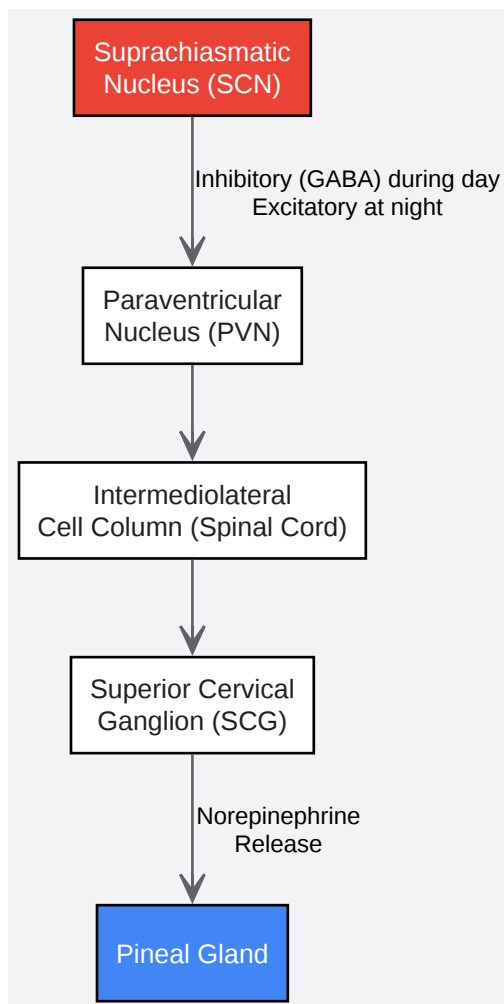 Suprachiasmatic
Nucleus (SCN)
Inhibitory (GABA) during day
Excitatory at night
Paraventricular
Nucleus (PVN)
Intermediolateral
Cell Column (Spinal Cord)
Superior Cervical
Ganglion (SCG)
Norepinephrine
Release
Pineal Gland